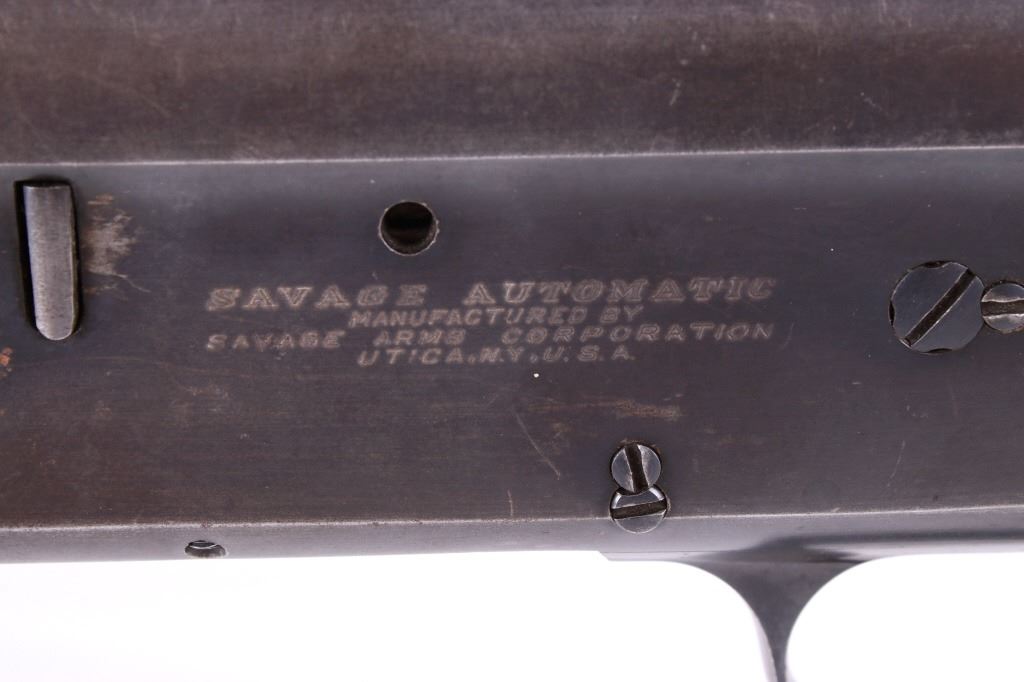 SAVAGE AUTOMATIC
MANUFACTURED BY
SAVAGE ARMS CORPORATION
UTICA,N.Y.U.S.A.